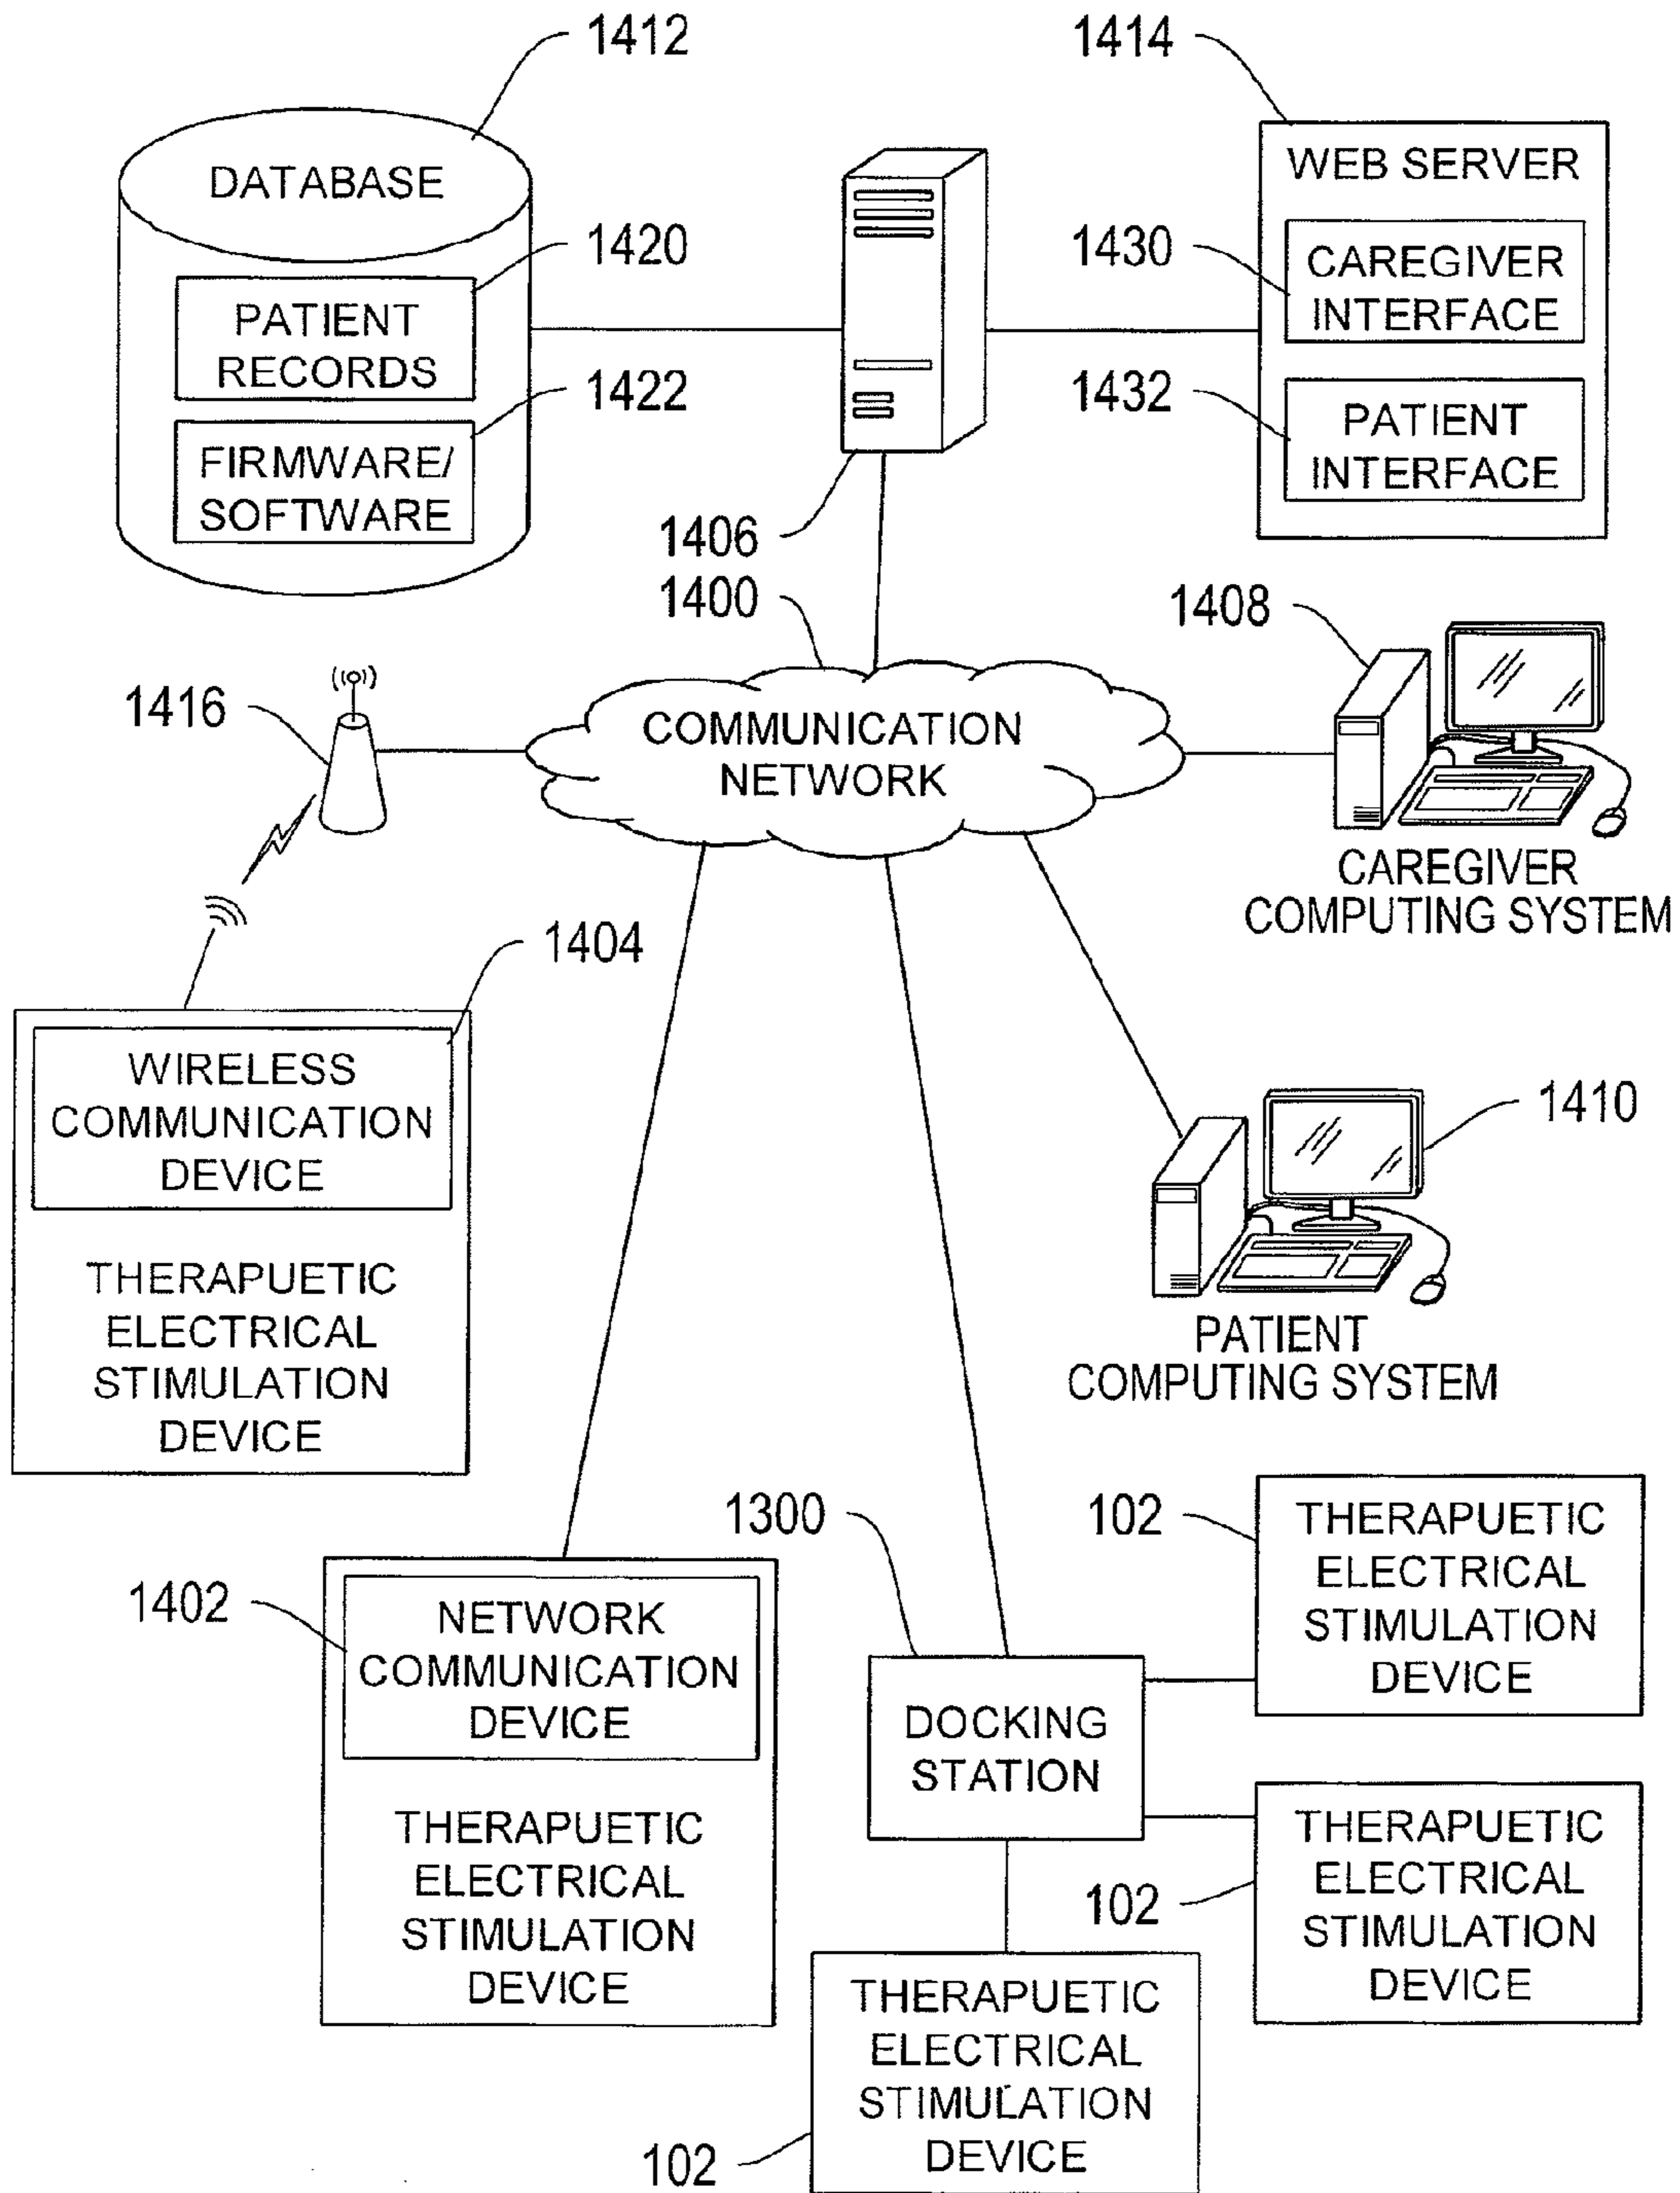 1412
DATABASE
1420
PATIENT
RECORDS
1422
FIRMWARE/
SOFTWARE
1406
1414
WEB SERVER
1430
CAREGIVER
INTERFACE
1432
PATIENT
INTERFACE
1400
COMMUNICATION
NETWORK
1416
1408
CAREGIVER
COMPUTING SYSTEM
1404
WIRELESS
COMMUNICATION
DEVICE
THERAPUETIC
ELECTRICAL
STIMULATION
DEVICE
1410
PATIENT
COMPUTING SYSTEM
1402
NETWORK
COMMUNICATION
DEVICE
THERAPUETIC
ELECTRICAL
STIMULATION
DEVICE
1300
DOCKING
STATION
102
THERAPUETIC
ELECTRICAL
STIMULATION
DEVICE
102
THERAPUETIC
ELECTRICAL
STIMULATION
DEVICE
102
THERAPUETIC
ELECTRICAL
STIMULATION
DEVICE